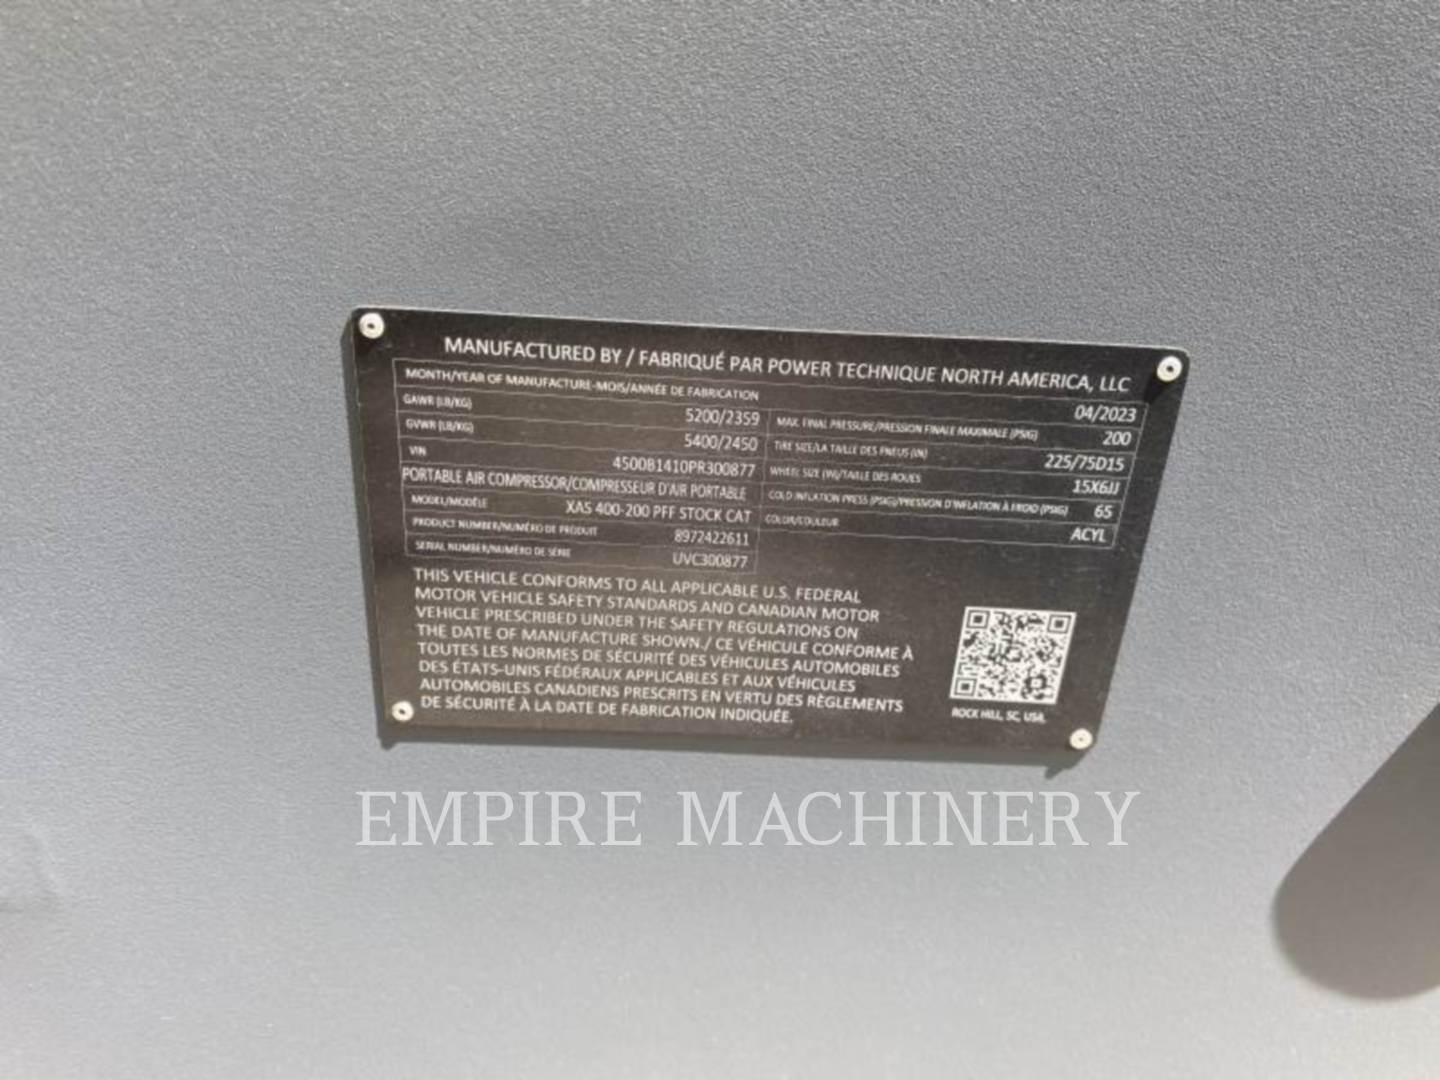 MANUFACTURED BY / FABRIQUÉ PAR POWER TECHNIQUE NORTH AMERICA, LLC
MONTH/YEAR OF MANUFACTURE-MOIS/ANNÉE DE FABRICATION 04/2023
GAWR (LB/KG) 5200/2359
GVWR (LB/KG) 5400/2450
VIN 4500B1410PR300877
PORTABLE AIR COMPRESSOR/COMPRESSEUR D'AIR PORTABLE
MODEL/MODÈLE XAS 400-200 PFF STOCK CAT
PRODUCT NUMBER/NUMÉRO DE PRODUIT 8972422611
SERIAL NUMBER/NUMÉRO DE SÉRIE UVC300877
MAX. FINAL PRESSURE/PRESSION FINALE MAXIMALE (PSIG) 200
TIRE SIZE/LA TAILLE DES PNEUS (IN) 225/75D15
WHEEL SIZE (IN)/TAILLE DES ROUES 15X6JJ
COLD INFLATION PRESS (PSIG)/PRESSION D'INFLATION À FROID (PSIG) 65
COLOR/COULEUR ACYL
THIS VEHICLE CONFORMS TO ALL APPLICABLE U.S. FEDERAL
MOTOR VEHICLE SAFETY STANDARDS AND CANADIAN MOTOR
VEHICLE PRESCRIBED UNDER THE SAFETY REGULATIONS ON
THE DATE OF MANUFACTURE SHOWN./ CE VÉHICULE CONFORME À
TOUTES LES NORMES DE SÉCURITÉ DES VÉHICULES AUTOMOBILES
DES ÉTATS-UNIS FÉDÉRAUX APPLICABLES ET AUX VÉHICULES
AUTOMOBILES CANADIENS PRESCRITS EN VERTU DES RÈGLEMENTS
DE SÉCURITÉ À LA DATE DE FABRICATION INDIQUÉE.
ROCK HILL, SC, USA.
EMPIRE MACHINERY